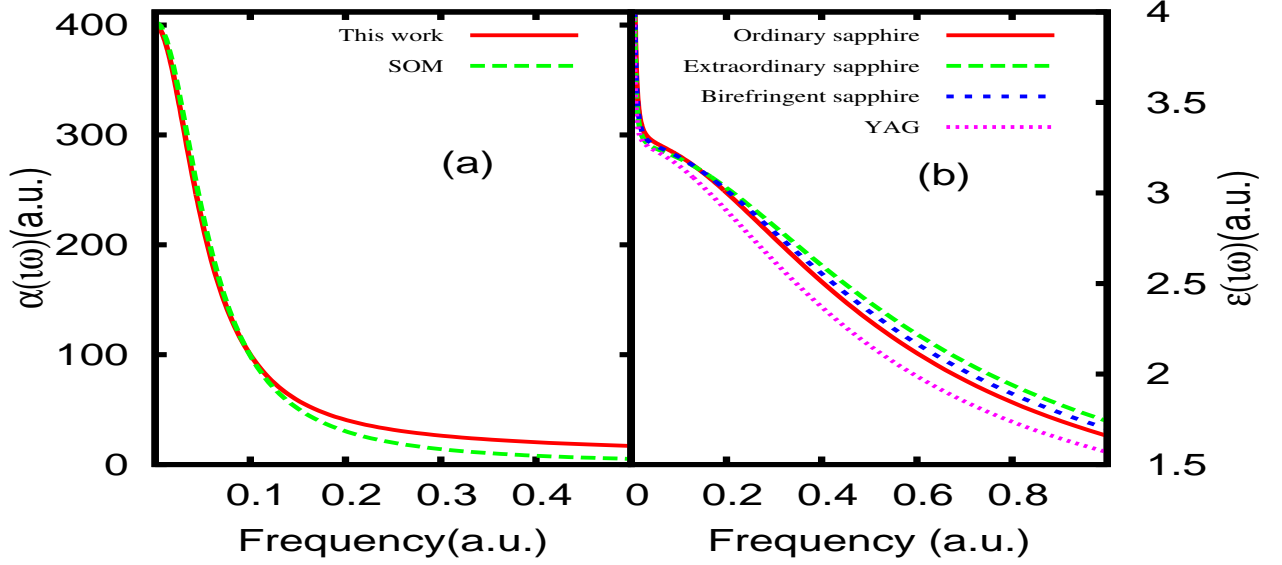 400
300
200
100
0
α(ιω)(a.u.)
This work
SOM
(a)
0.1 0.2 0.3 0.4
Frequency(a.u.)
Ordinary sapphire
Extraordinary sapphire
Birefringent sapphire
YAG
(b)
0 0.2 0.4 0.6 0.8
Frequency (a.u.)
4
3.5
3
2.5
2
1.5
ε(ιω)(a.u.)